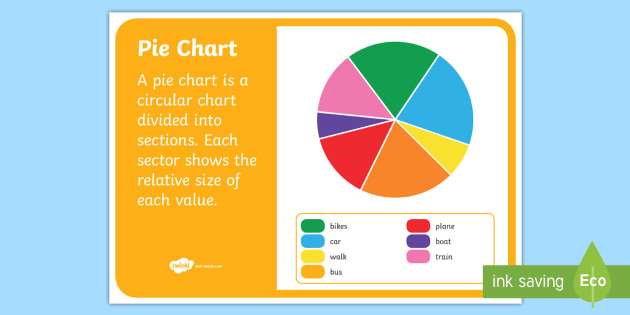 Pie Chart
A pie chart is a
circular chart
divided into
sections. Each
sector shows the
relative size of
each value.
twinkl
bikes
car
walk
bus
plane
boat
train
ink saving
Eco